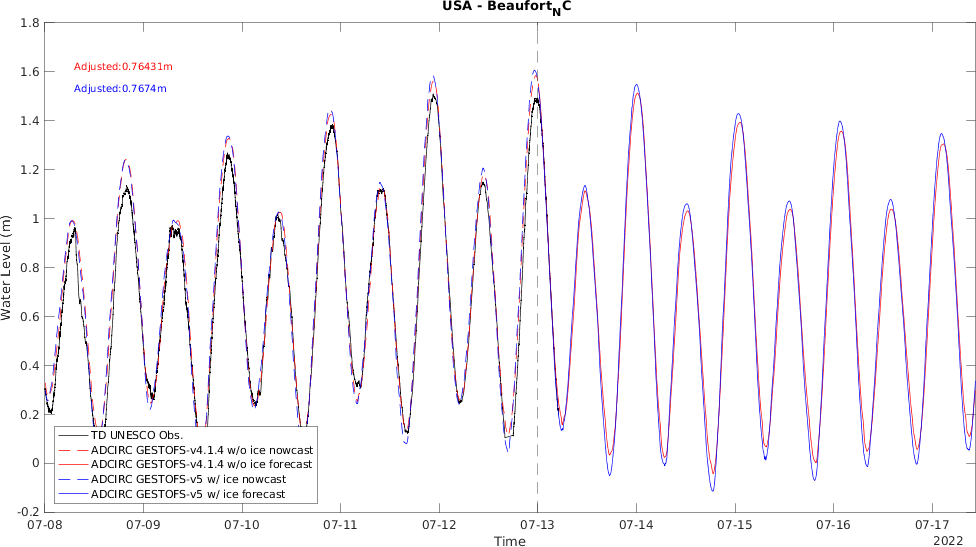 USA - Beaufort_NC
1.8
1.6
1.4
1.2
1
0.8
0.6
0.4
0.2
0
-0.2
Water Level (m)
Adjusted:0.76431m
Adjusted:0.7674m
TD UNESCO Obs.
ADCIRC GESTOFS-v4.1.4 w/o ice nowcast
ADCIRC GESTOFS-v4.1.4 w/o ice forecast
ADCIRC GESTOFS-v5 w/ ice nowcast
ADCIRC GESTOFS-v5 w/ ice forecast
07-08 07-09 07-10 07-11 07-12 07-13 07-14 07-15 07-16 07-17
Time
2022